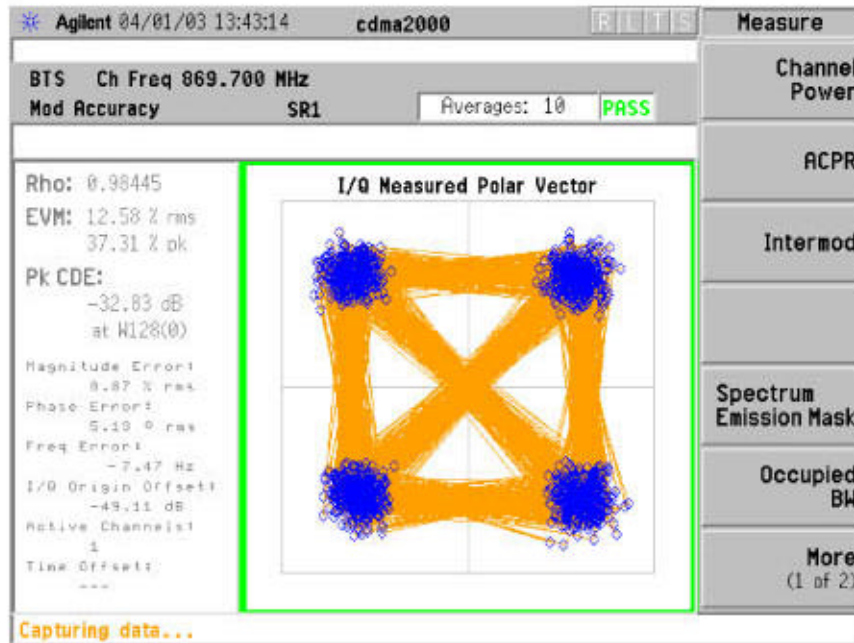 Agilent 04/01/03 13:43:14 cdma2000 R L T S Measure
BTS Ch Freq 869.700 MHz
Mod Accuracy SR1 Averages: 10 PASS
Channel
Power
ACPR
Intermod
Spectrum
Emission Mask
Occupied
BW
More
(1 of 2)
Rho: 0.98445
EVM: 12.58 % rms
37.31 % pk
Pk CDE:
-32.83 dB
at W128(0)
Magnitude Error:
% rms
Phase Error:
º rms
Freq Error:
-7.47 Hz
I/Q Origin Offset:
-49.11 dB
Active Channels:
1
Time Offset:
---
I/Q Measured Polar Vector
Capturing data...